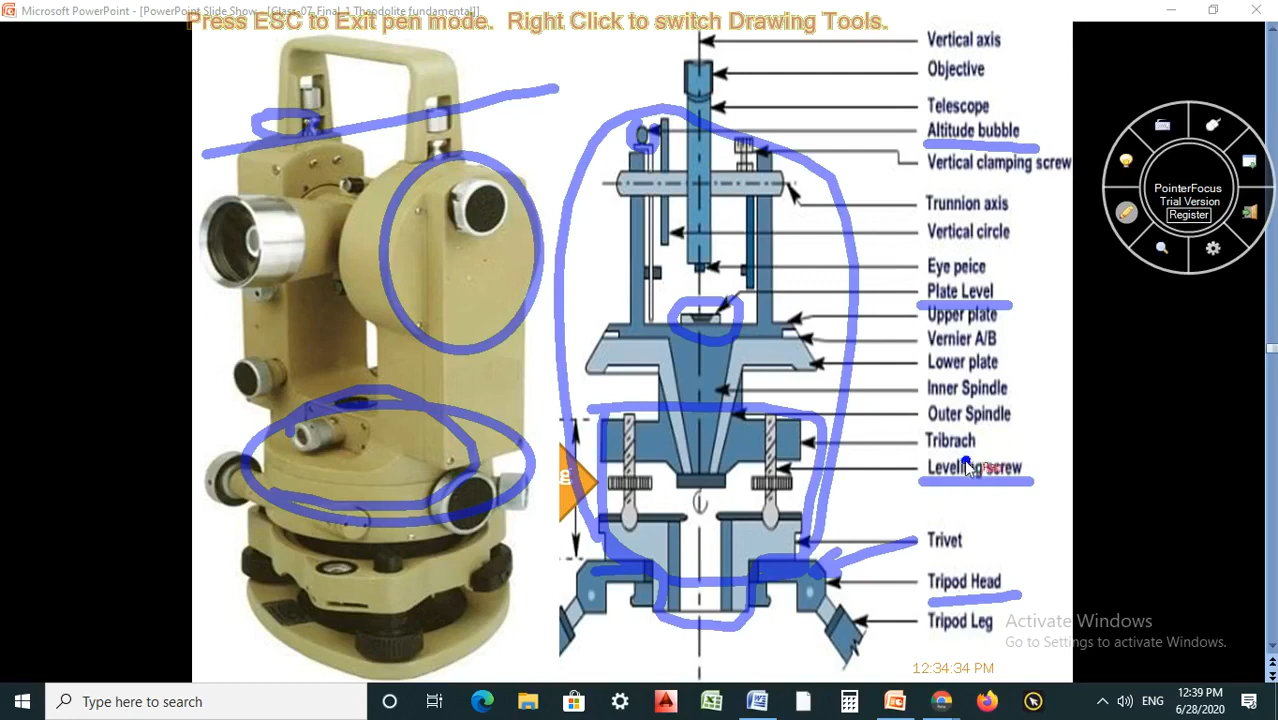 Microsoft PowerPoint - [PowerPoint Slide Show - [Class-07 Final_1 Theodolite fundamental]]
Press ESC to Exit pen mode. Right Click to switch Drawing Tools.
Vertical axis
Objective
Telescope
Altitude bubble
Vertical clamping screw
Trunnion axis
Vertical circle
Eye peice
Plate Level
Upper plate
Vernier A/B
Lower plate
Inner Spindle
Outer Spindle
Tribrach
Leveling screw
Trivet
Tripod Head
Tripod Leg
PointerFocus
Trial Version
Register
g
Activate Windows
Go to Settings to activate Windows.
12:34:34 PM
Type here to search
ENG
12:39 PM
6/28/2020